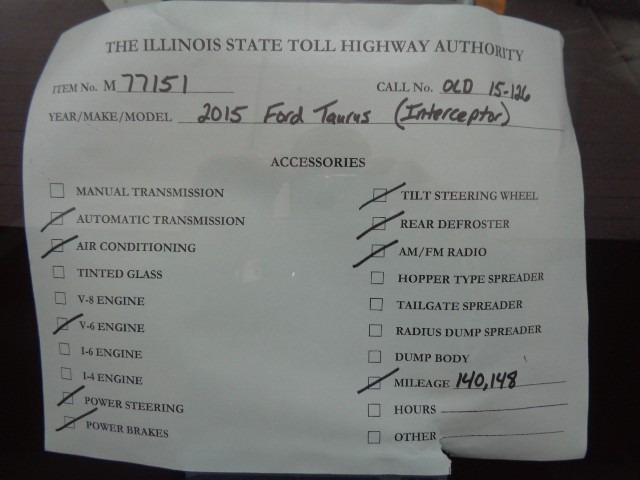 THE ILLINOIS STATE TOLL HIGHWAY AUTHORITY
ITEM No. M 77151 CALL No. OLD 15-126
YEAR/MAKE/MODEL 2015 Ford Taurus (Interceptor)
ACCESSORIES
MANUAL TRANSMISSION
AUTOMATIC TRANSMISSION
AIR CONDITIONING
TINTED GLASS
V-8 ENGINE
V-6 ENGINE
I-6 ENGINE
I-4 ENGINE
POWER STEERING
POWER BRAKES
TILT STEERING WHEEL
REAR DEFROSTER
AM/FM RADIO
HOPPER TYPE SPREADER
TAILGATE SPREADER
RADIUS DUMP SPREADER
DUMP BODY
MILEAGE 140,148
HOURS
OTHER